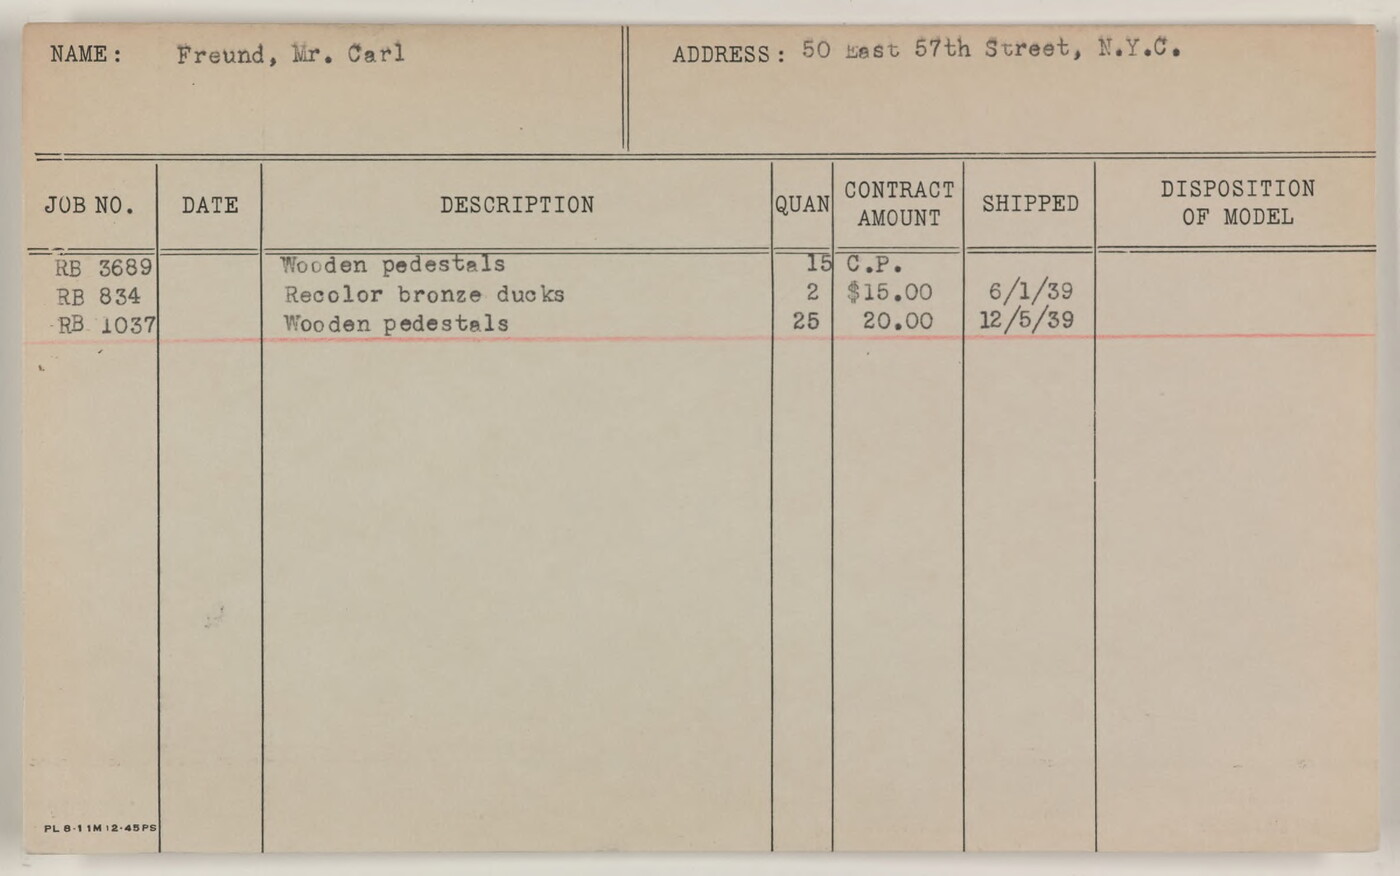 NAME: Freund, Mr. Carl ADDRESS: 50 East 57th Street, N.Y.C.
JOB NO. DATE DESCRIPTION QUAN CONTRACT AMOUNT SHIPPED DISPOSITION OF MODEL
RB 3689 Wooden pedestals 15 C.P.
RB 834 Recolor bronze ducks 2 $15.00 6/1/39
RB 1037 Wooden pedestals 25 20.00 12/5/39
PL 8-1 1M 12-45 PS